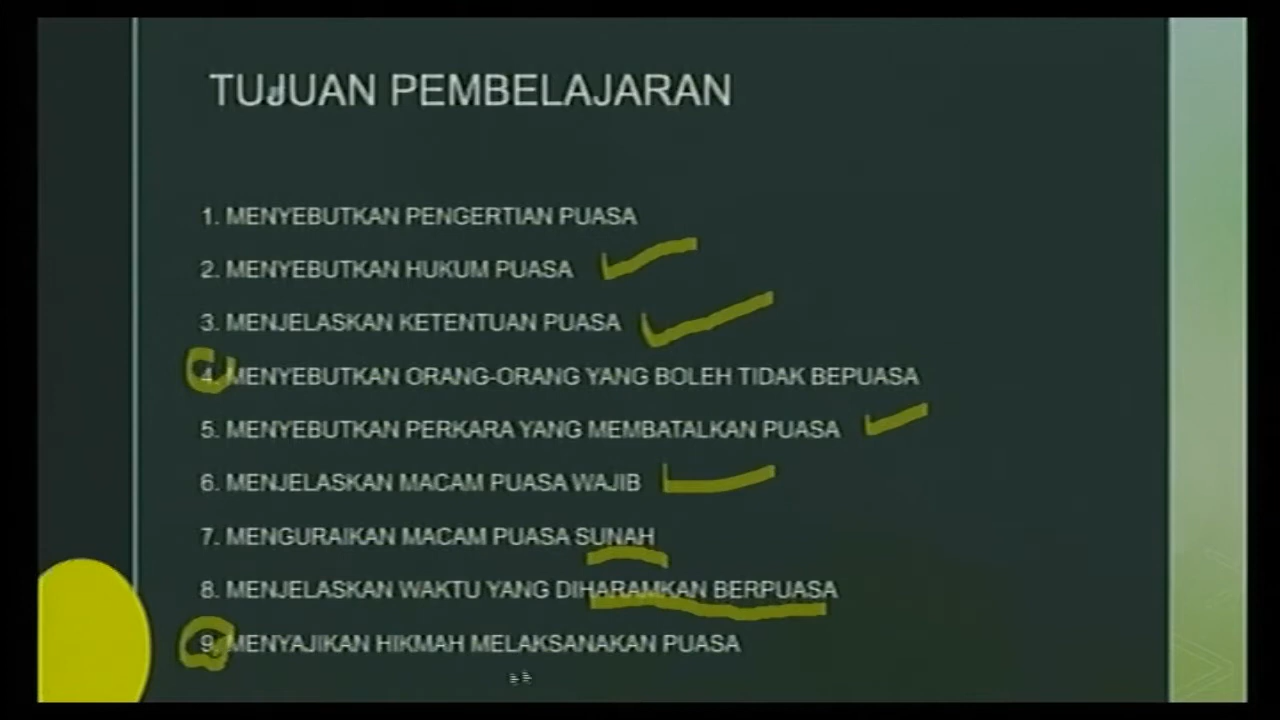 TUJUAN PEMBELAJARAN
1. MENYEBUTKAN PENGERTIAN PUASA
2. MENYEBUTKAN HUKUM PUASA
3. MENJELASKAN KETENTUAN PUASA
4. MENYEBUTKAN ORANG-ORANG YANG BOLEH TIDAK BEPUASA
5. MENYEBUTKAN PERKARA YANG MEMBATALKAN PUASA
6. MENJELASKAN MACAM PUASA WAJIB
7. MENGURAIKAN MACAM PUASA SUNAH
8. MENJELASKAN WAKTU YANG DIHARAMKAN BERPUASA
9. MENYAJIKAN HIKMAH MELAKSANAKAN PUASA